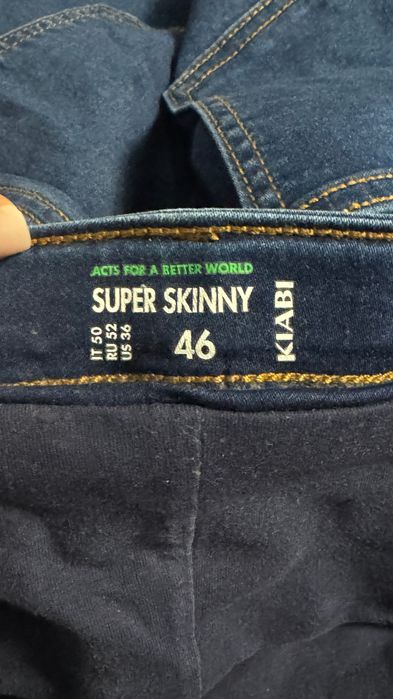 ACTS FOR A BETTER WORLD
SUPER SKINNY
IT 50
RU 52
US 36
46
KIABI